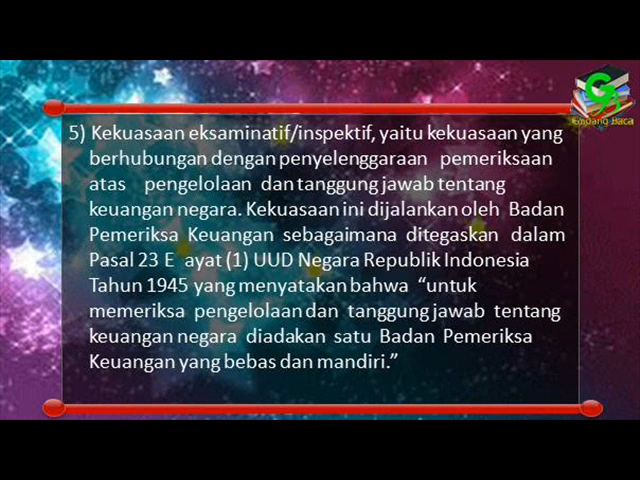 5) Kekuasaan eksaminatif/inspektif, yaitu kekuasaan yang
berhubungan dengan penyelenggaraan pemeriksaan
atas pengelolaan dan tanggung jawab tentang
keuangan negara. Kekuasaan ini dijalankan oleh Badan
Pemeriksa Keuangan sebagaimana ditegaskan dalam
Pasal 23 E ayat (1) UUD Negara Republik Indonesia
Tahun 1945 yang menyatakan bahwa “untuk
memeriksa pengelolaan dan tanggung jawab tentang
keuangan negara diadakan satu Badan Pemeriksa
Keuangan yang bebas dan mandiri.”